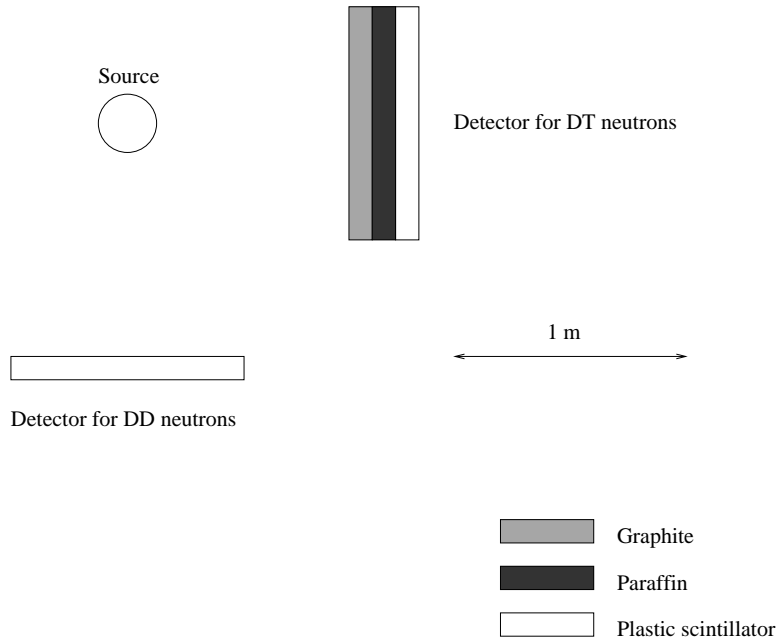 Source
Detector for DT neutrons
1 m
Detector for DD neutrons
Graphite
Paraffin
Plastic scintillator